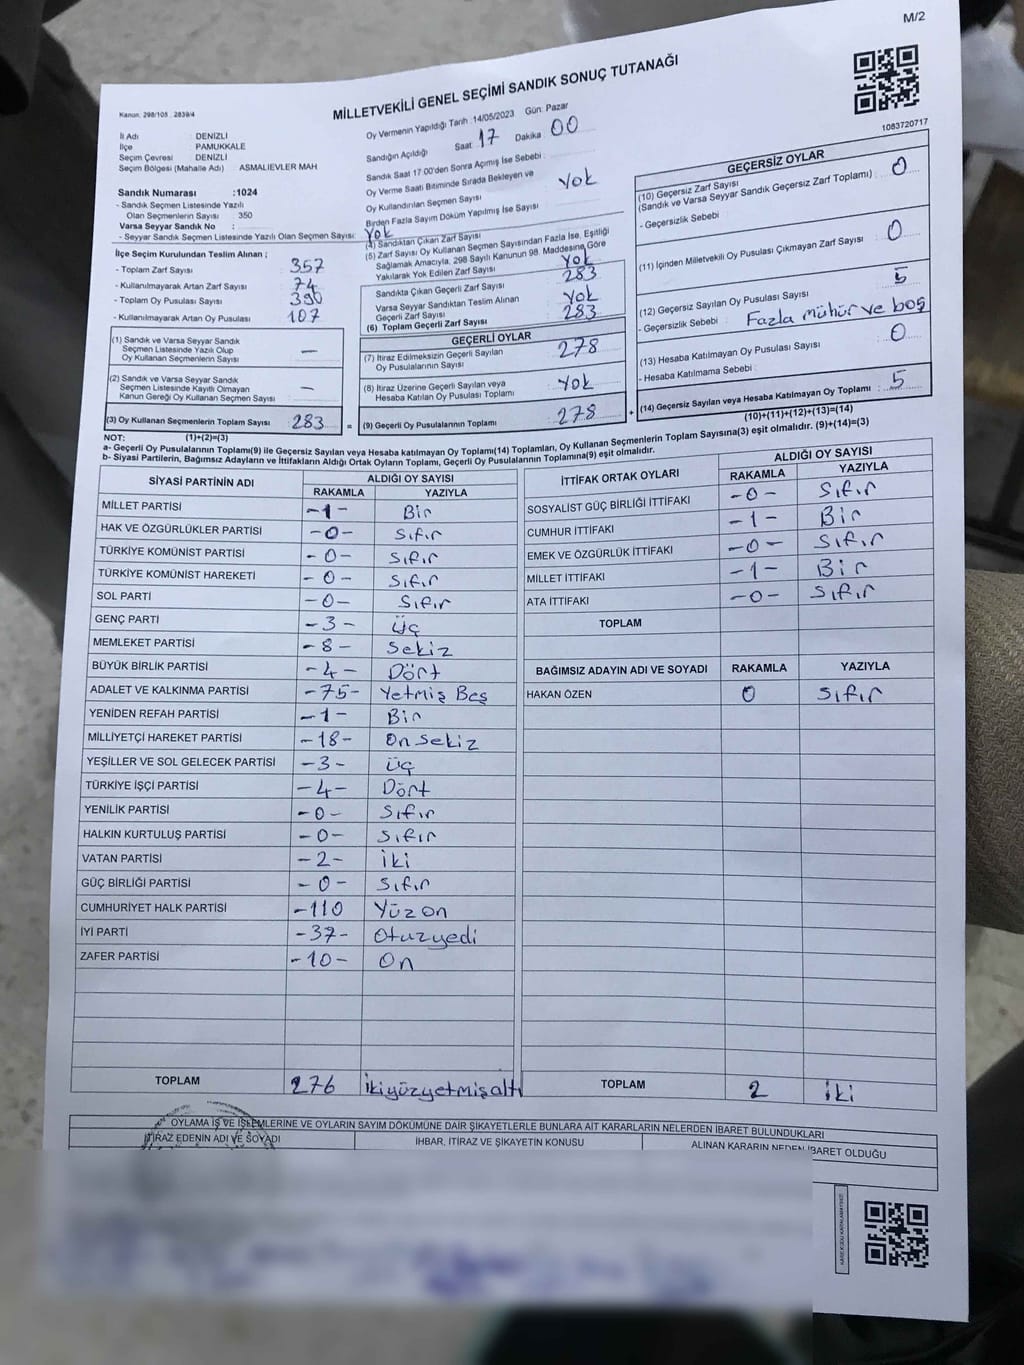 M/2
MİLLETVEKİLİ GENEL SEÇİMİ SANDIK SONUÇ TUTANAĞI
Kanun: 298/105 ; 2839/4
1083720717
İl Adı : DENİZLİ
İlçe : PAMUKKALE
Seçim Çevresi : DENİZLİ
Seçim Bölgesi (Mahalle Adı) : ASMALIEVLER MAH
Sandık Numarası :1024
- Sandık Seçmen Listesinde Yazılı
Olan Seçmenlerin Sayısı : 350
Varsa Seyyar Sandık No :
- Seyyar Sandık Seçmen Listesinde Yazılı Olan Seçmen Sayısı:
İlçe Seçim Kurulundan Teslim Alınan ;
- Toplam Zarf Sayısı : 357
- Kullanılmayarak Artan Zarf Sayısı : 74
- Toplam Oy Pusulası Sayısı : 390
- Kullanılmayarak Artan Oy Pusulası : 107
(1) Sandık ve Varsa Seyyar Sandık
Seçmen Listesinde Yazılı Olup
Oy Kullanan Seçmenlerin Sayısı : —
(2) Sandık ve Varsa Seyyar Sandık
Seçmen Listesinde Kayıtlı Olmayan
Kanun Gereği Oy Kullanan Seçmen Sayısı : —
(3) Oy Kullanan Seçmenlerin Toplam Sayısı : 283
(1)+(2)=(3)
Oy Vermenin Yapıldığı Tarih :14/05/2023 Gün: Pazar
Sandığın Açıldığı Saat : 17 Dakika : 00
Sandık Saat 17 00'den Sonra Açımış İse Sebebi :
Oy Verme Saati Bitiminde Sırada Bekleyen ve
Oy Kullandırılan Seçmen Sayısı : Yok
Birden Fazla Sayım Döküm Yapılmış İse Sayısı :
Yok
(4) Sandıktan Çıkan Zarf Sayısı
(5) Zarf Sayısı Oy Kullanan Seçmen Sayısından Fazla İse, Eşitliği
Sağlamak Amacıyla, 298 Sayılı Kanunun 98. Maddesine Göre
Yakılarak Yok Edilen Zarf Sayısı : Yok
Sandıkta Çıkan Geçerli Zarf Sayısı : 283
Varsa Seyyar Sandıktan Teslim Alınan
Geçerli Zarf Sayısı : Yok
(6) Toplam Geçerli Zarf Sayısı : 283
GEÇERLİ OYLAR
(7) İtiraz Edilmeksizin Geçerli Sayılan
Oy Pusulalarının Sayısı : 278
(8) İtiraz Üzerine Geçerli Sayılan veya
Hesaba Katılan Oy Pusulası Toplamı : Yok
= (9) Geçerli Oy Pusulalarının Toplamı : 278 +
GEÇERSİZ OYLAR
(10) Geçersiz Zarf Sayısı
(Sandık ve Varsa Seyyar Sandık Geçersiz Zarf Toplamı) : 0
- Geçersizlik Sebebi
(11) İçinden Milletvekili Oy Pusulası Çıkmayan Zarf Sayısı : 0
(12) Geçersiz Sayılan Oy Pusulası Sayısı : 5
- Geçersizlik Sebebi : Fazla mühür ve boş
(13) Hesaba Katılmayan Oy Pusulası Sayısı : 0
- Hesaba Katılmama Sebebi :
(14) Geçersiz Sayılan veya Hesaba Katılmayan Oy Toplamı : 5
(10)+(11)+(12)+(13)=(14)
NOT:
a- Geçerli Oy Pusulalarının Toplamı(9) ile Geçersiz Sayılan veya Hesaba Katılmayan Oy Toplamı(14) Toplamları, Oy Kullanan Seçmenlerin Toplam Sayısına(3) eşit olmalıdır. (9)+(14)=(3)
b- Siyasi Partilerin, Bağımsız Adayların ve İttifakların Aldığı Ortak Oyların Toplamı, Geçerli Oy Pusulalarının Toplamına(9) eşit olmalıdır.
SİYASİ PARTİNİN ADI ALDIĞI OY SAYISI
RAKAMLA YAZIYLA
MİLLET PARTİSİ -1- Bir
HAK VE ÖZGÜRLÜKLER PARTİSİ -0- Sıfır
TÜRKİYE KOMÜNİST PARTİSİ -0- Sıfır
TÜRKİYE KOMÜNİST HAREKETİ -0- Sıfır
SOL PARTİ -0- Sıfır
GENÇ PARTİ -3- üç
MEMLEKET PARTİSİ -8- Sekiz
BÜYÜK BİRLİK PARTİSİ -4- Dört
ADALET VE KALKINMA PARTİSİ -75- Yetmiş Beş
YENİDEN REFAH PARTİSİ -1- Bir
MİLLİYETÇİ HAREKET PARTİSİ -18- on sekiz
YEŞİLLER VE SOL GELECEK PARTİSİ -3- üç
TÜRKİYE İŞÇİ PARTİSİ -4- Dört
YENİLİK PARTİSİ -0- Sıfır
HALKIN KURTULUŞ PARTİSİ -0- Sıfır
VATAN PARTİSİ -2- iki
GÜÇ BİRLİĞİ PARTİSİ -0- Sıfır
CUMHURİYET HALK PARTİSİ -110 Yüz on
İYİ PARTİ -37- Otuzyedi
ZAFER PARTİSİ -10- On
TOPLAM 276 ikiyüzyetmişaltı
İTTİFAK ORTAK OYLARI ALDIĞI OY SAYISI
RAKAMLA YAZIYLA
SOSYALİST GÜÇ BİRLİĞİ İTTİFAKI -0- Sıfır
CUMHUR İTTİFAKI -1- Bir
EMEK VE ÖZGÜRLÜK İTTİFAKI -0- Sıfır
MİLLET İTTİFAKI -1- Bir
ATA İTTİFAKI -0- Sıfır
TOPLAM
BAĞIMSIZ ADAYIN ADI VE SOYADI RAKAMLA YAZIYLA
HAKAN ÖZEN 0 Sıfır
TOPLAM 2 iki
OYLAMA İŞ VE İŞLEMLERİNE VE OYLARIN SAYIM DÖKÜMÜNE DAİR ŞİKAYETLERLE BUNLARA AİT KARARLARIN NELERDEN İBARET BULUNDUKLARI
İTİRAZ EDENİN ADI VE SOYADI İHBAR, İTİRAZ VE ŞİKAYETİN KONUSU ALINAN KARARIN NEDEN İBARET OLDUĞU